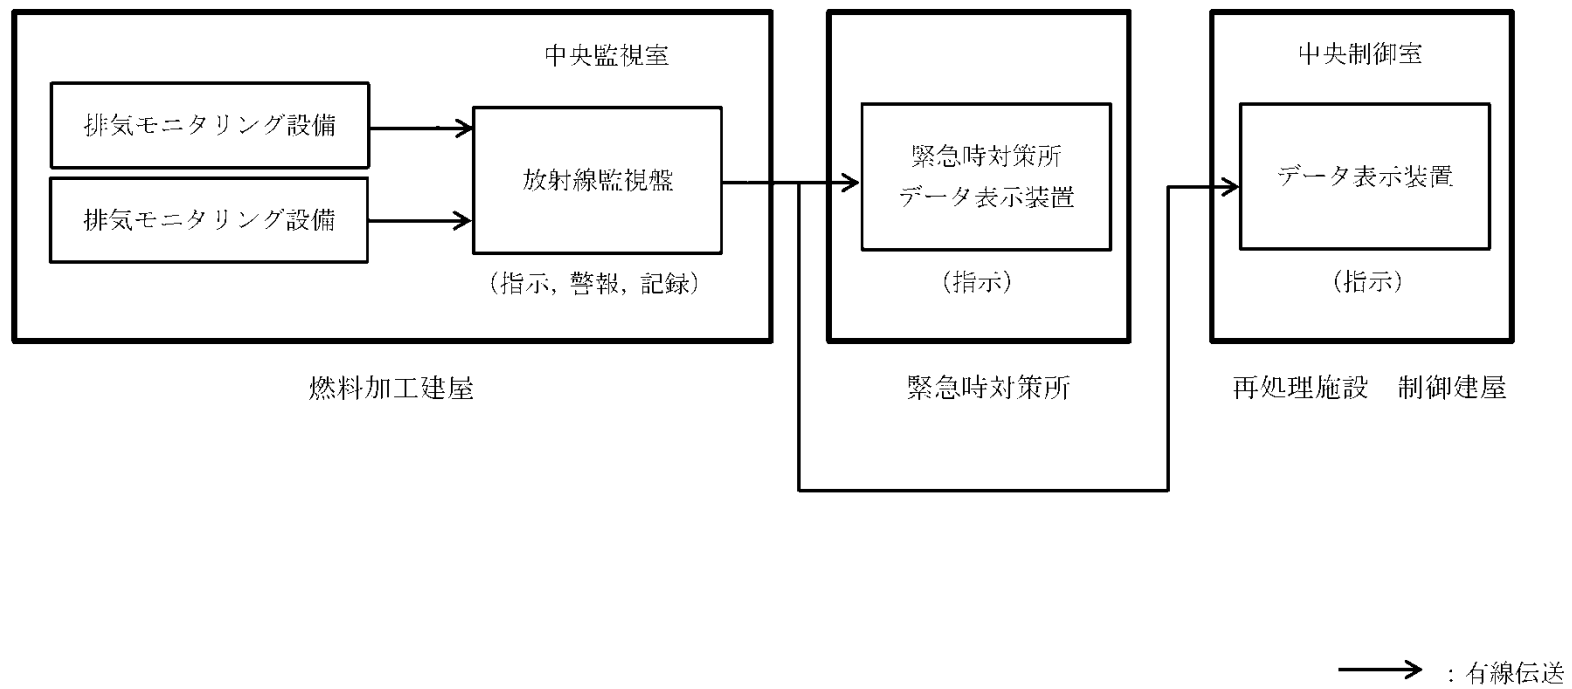 中央監視室
排気モニタリング設備
排気モニタリング設備
放射線監視盤
(指示, 警報, 記録)
燃料加工建屋
緊急時対策所
データ表示装置
(指示)
緊急時対策所
中央制御室
データ表示装置
(指示)
再処理施設　制御建屋
：有線伝送